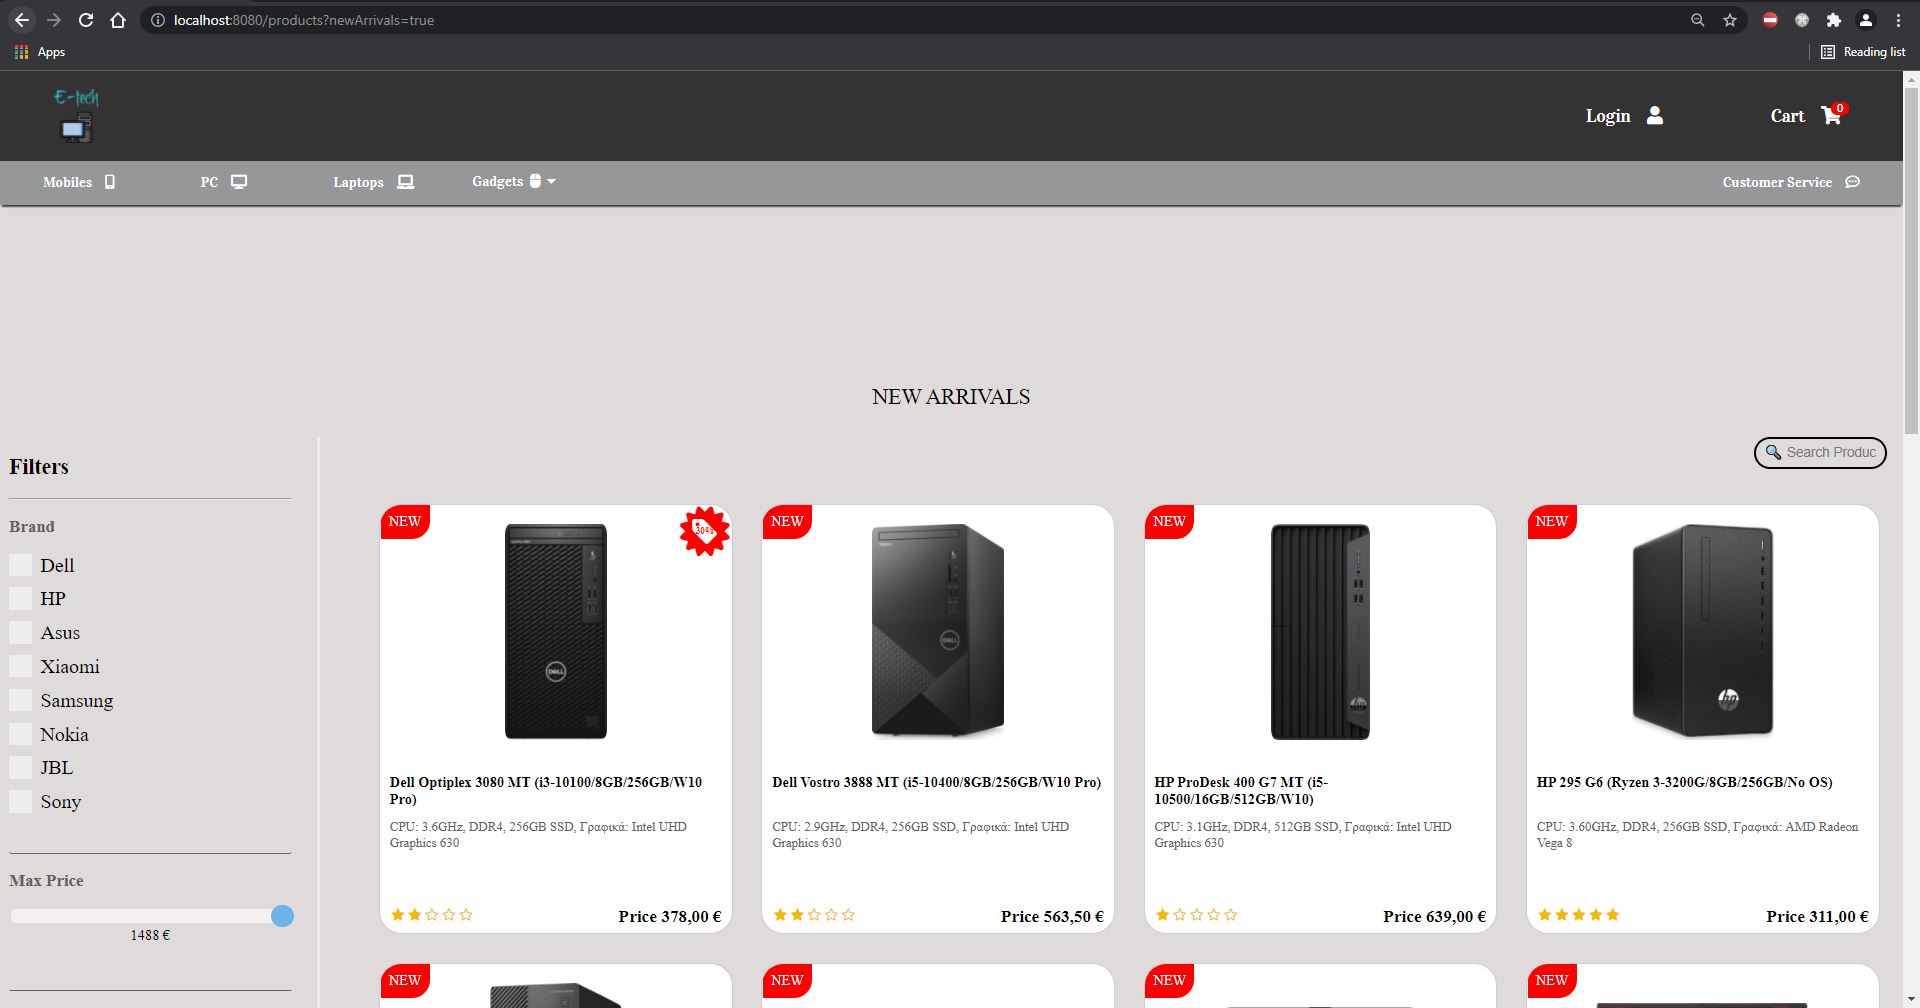 localhost:8080/products?newArrivals=true
Apps
Reading list
E-tech
Login
Cart 0
Mobiles
PC
Laptops
Gadgets
Customer Service
NEW ARRIVALS
Filters
Brand
Dell
HP
Asus
Xiaomi
Samsung
Nokia
JBL
Sony
Max Price
1488 €
Search Produc
NEW
30%
DELL
Dell Optiplex 3080 MT (i3-10100/8GB/256GB/W10
Pro)
CPU: 3.6GHz, DDR4, 256GB SSD, Γραφικά: Intel UHD
Graphics 630
Price 378,00 €
NEW
DELL
Dell Vostro 3888 MT (i5-10400/8GB/256GB/W10 Pro)
CPU: 2.9GHz, DDR4, 256GB SSD, Γραφικά: Intel UHD
Graphics 630
Price 563,50 €
NEW
hp
HP ProDesk 400 G7 MT (i5-
10500/16GB/512GB/W10)
CPU: 3.1GHz, DDR4, 512GB SSD, Γραφικά: Intel UHD
Graphics 630
Price 639,00 €
NEW
hp
HP 295 G6 (Ryzen 3-3200G/8GB/256GB/No OS)
CPU: 3.60GHz, DDR4, 256GB SSD, Γραφικά: AMD Radeon
Vega 8
Price 311,00 €
NEW
NEW
NEW
NEW